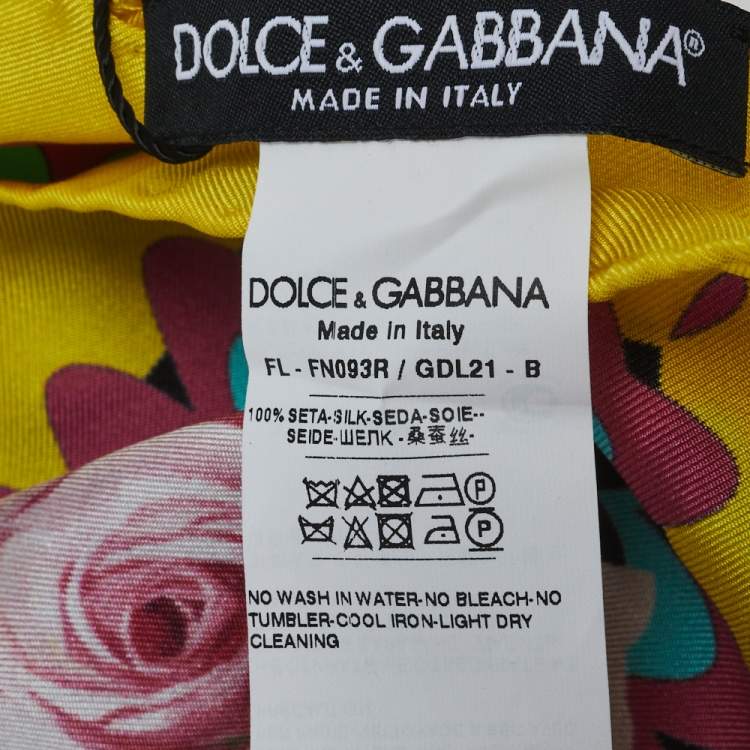 DOLCE & GABBANA®
MADE IN ITALY
DOLCE & GABBANA
Made in Italy
FL - FN093R / GDL21 - B
100% SETA-SILK-SEDA-SOIE--
SEIDE-ШЕЛК -桑蚕丝-
P
P
NO WASH IN WATER-NO BLEACH-NO
TUMBLER-COOL IRON-LIGHT DRY
CLEANING